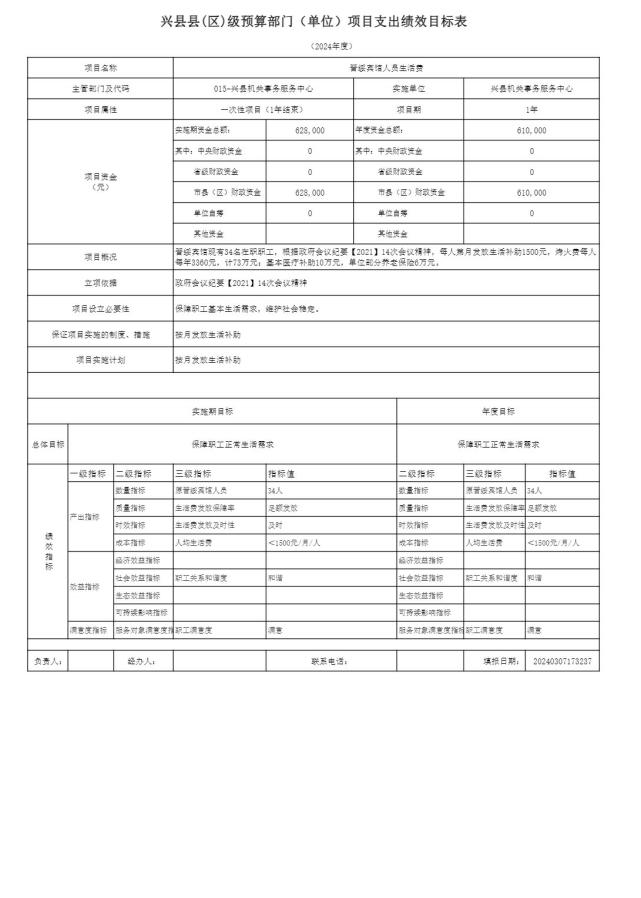 兴县县(区)级预算部门（单位）项目支出绩效目标表
（2024年度）
项目名称 晋绥宾馆人员生活费
主管部门及代码 015-兴县机关事务服务中心 实施单位 兴县机关事务服务中心
项目属性 一次性项目（1年结束） 项目期 1年
项目资金（元） 实施期资金总额： 628,000 年度资金总额： 610,000
其中：中央财政资金 0 其中：中央财政资金 0
省级财政资金 0 省级财政资金 0
市县（区）财政资金 628,000 市县（区）财政资金 610,000
单位自筹 0 单位自筹 0
其他资金 其他资金
项目概况 晋绥宾馆现有34名在职职工，根据政府会议纪要【2021】14次会议精神，每人第月发放生活补助1500元，烤火费每人
每年3360元，计73万元；基本医疗补助10万元，单位部分养老保险6万元。
立项依据 政府会议纪要【2021】14次会议精神
项目设立必要性 保障职工基本生活需求，维护社会稳定。
保证项目实施的制度、措施 按月发放生活补助
项目实施计划 按月发放生活补助
实施期目标 年度目标
总体目标 保障职工正常生活需求 保障职工正常生活需求
绩效指标 一级指标 二级指标 三级指标 指标值 二级指标 三级指标 指标值
产出指标 数量指标 原晋绥宾馆人员 34人 数量指标 原晋绥宾馆人员 34人
质量指标 生活费发放保障率 足额发放 质量指标 生活费发放保障率 足额发放
时效指标 生活费发放及时性 及时 时效指标 生活费发放及时性 及时
成本指标 人均生活费 <1500元/月/人 成本指标 人均生活费 <1500元/月/人
效益指标 经济效益指标 经济效益指标
社会效益指标 职工关系和谐度 和谐 社会效益指标 职工关系和谐度 和谐
生态效益指标 生态效益指标
可持续影响指标 可持续影响指标
满意度指标 服务对象满意度指标 职工满意度 满意 服务对象满意度指标 职工满意度 满意
负责人： 经办人： 联系电话： 填报日期： 20240307173237